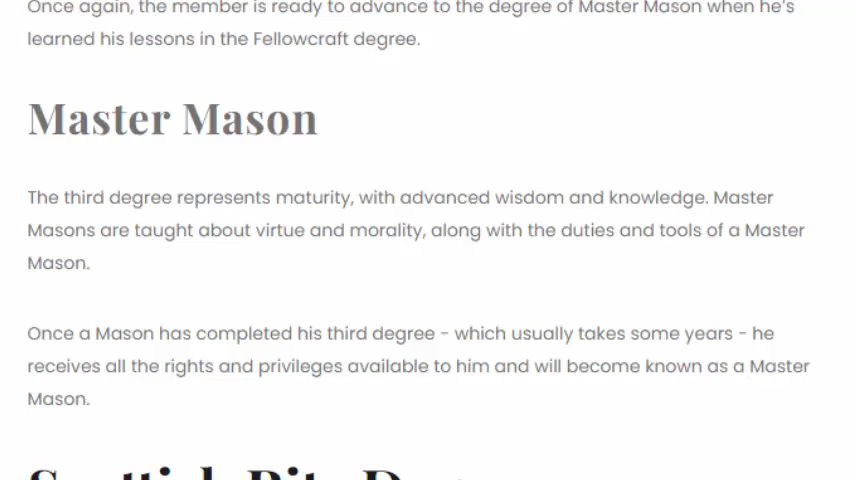 Once again, the member is ready to advance to the degree of Master Mason when he's
learned his lessons in the Fellowcraft degree.
Master Mason
The third degree represents maturity, with advanced wisdom and knowledge. Master
Masons are taught about virtue and morality, along with the duties and tools of a Master
Mason.
Once a Mason has completed his third degree - which usually takes some years - he
receives all the rights and privileges available to him and will become known as a Master
Mason.
Scottish Rite